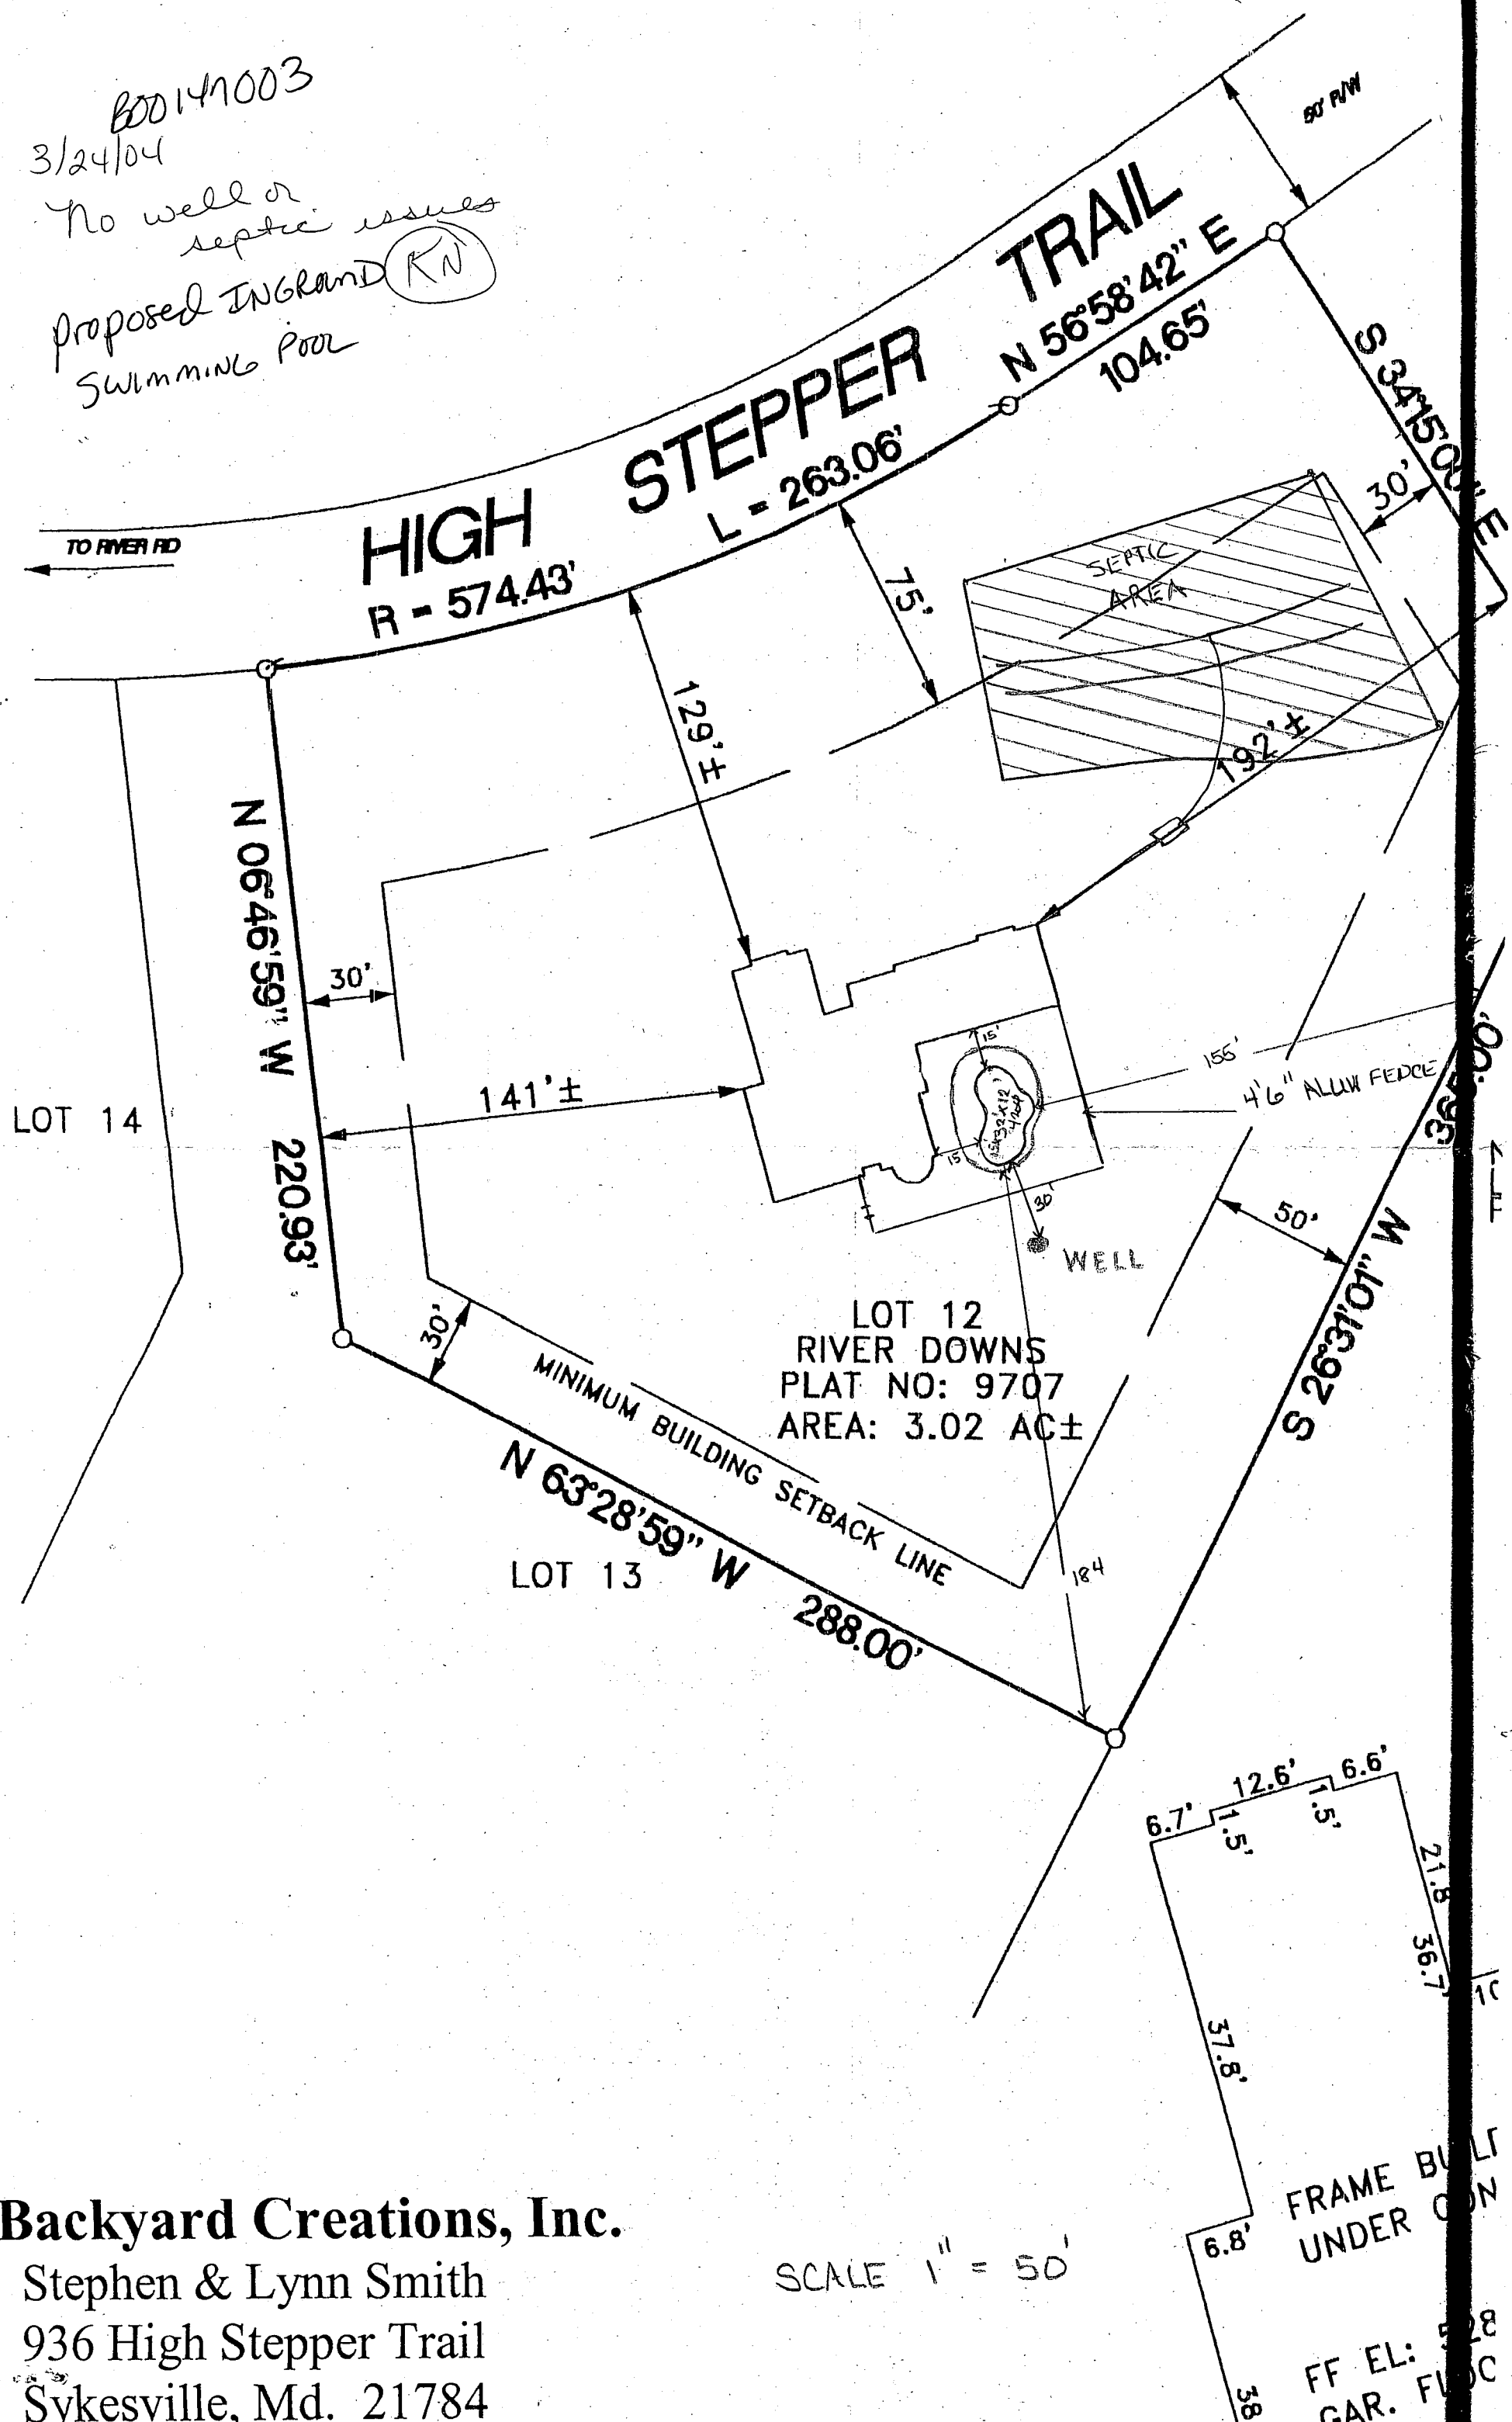 B00147003
3/24/04
No well or
septic issues
Proposed INGROUND
RN
SWIMMING POOL
50' R/W
HIGH STEPPER TRAIL
N 56°58'42" E
104.65'
S 34°15'00" E
30'
L = 263.06'
R = 574.43'
TO RIVER RD
75'
SEPTIC
AREA
129'±
192'±
N 06°46'59" W 220.93'
30'
141'±
LOT 14
15'
155'
4'6" ALUM FENCE
15
30'
WELL
50'
S 26°31'01" W
LOT 12
RIVER DOWNS
PLAT NO: 9707
AREA: 3.02 AC±
30'
MINIMUM BUILDING SETBACK LINE
N 63°28'59" W 288.00'
LOT 13
184
12.6'
6.6'
6.7'
1.5'
1.5'
21.8
36.7
37.8'
6.8'
38
FRAME
UNDER
FF EL:
GAR.
SCALE 1" = 50'
Backyard Creations, Inc.
Stephen & Lynn Smith
936 High Stepper Trail
Sykesville, Md. 21784